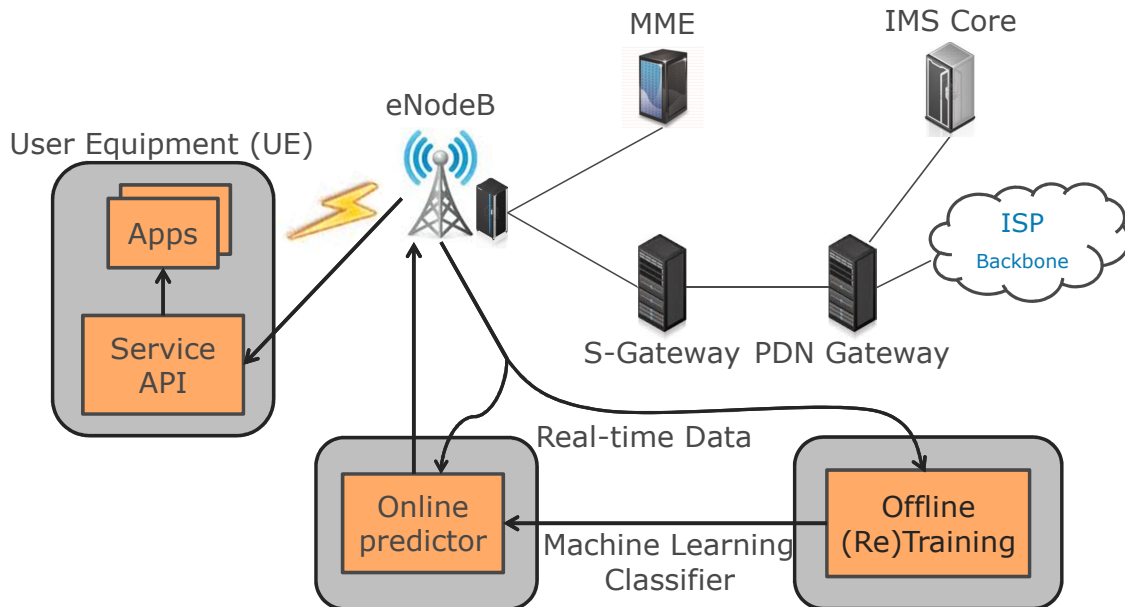 MME
IMS Core
eNodeB
User Equipment (UE)
Apps
ISP
Backbone
Service
API
S-Gateway
PDN Gateway
Real-time Data
Online
predictor
Offline
(Re)Training
Machine Learning
Classifier